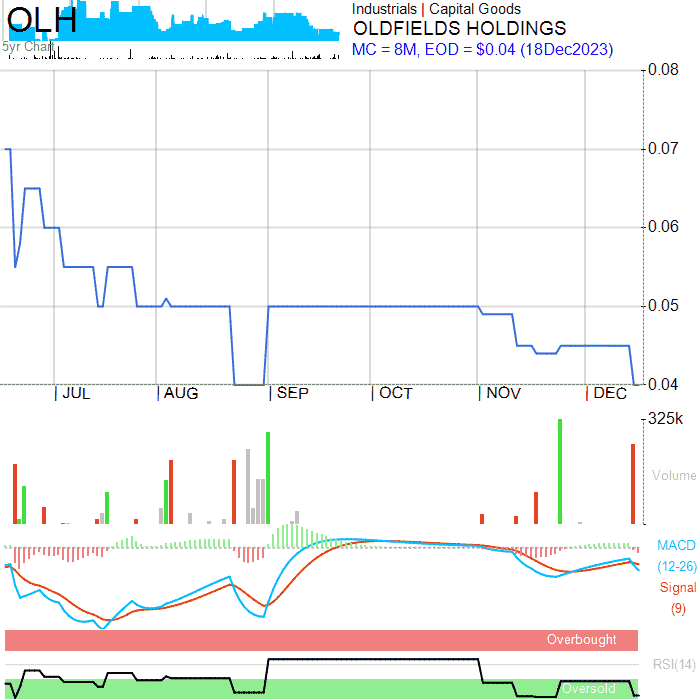 OLH
5yr Chart
Industrials | Capital Goods
OLDFIELDS HOLDINGS
MC = 8M, EOD = $0.04 (18Dec2023)
0.08
0.07
0.06
0.05
0.04
JUL AUG SEP OCT NOV DEC
325k
Volume
MACD
(12-26)
Signal
(9)
Overbought
RSI(14)
Oversold